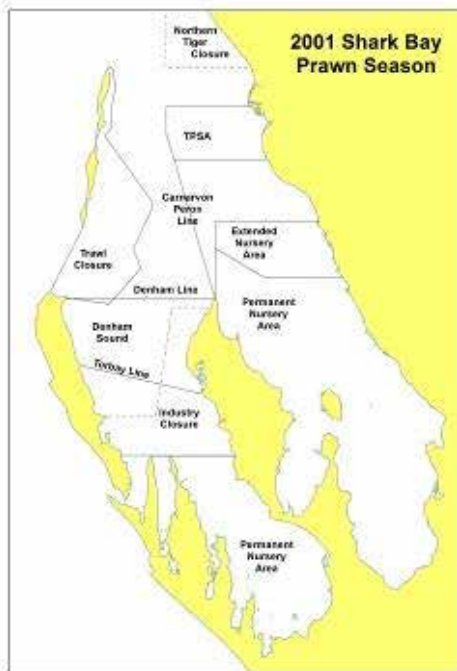 Northern
Tiger
Closure
2001 Shark Bay
Prawn Season
TPSA
Carnarvon
Peron
Line
Extended
Nursery
Area
Trawl
Closure
Denham Line
Permanent
Nursery
Area
Denham
Sound
Torbay Line
Industry
Closure
Permanent
Nursery
Area